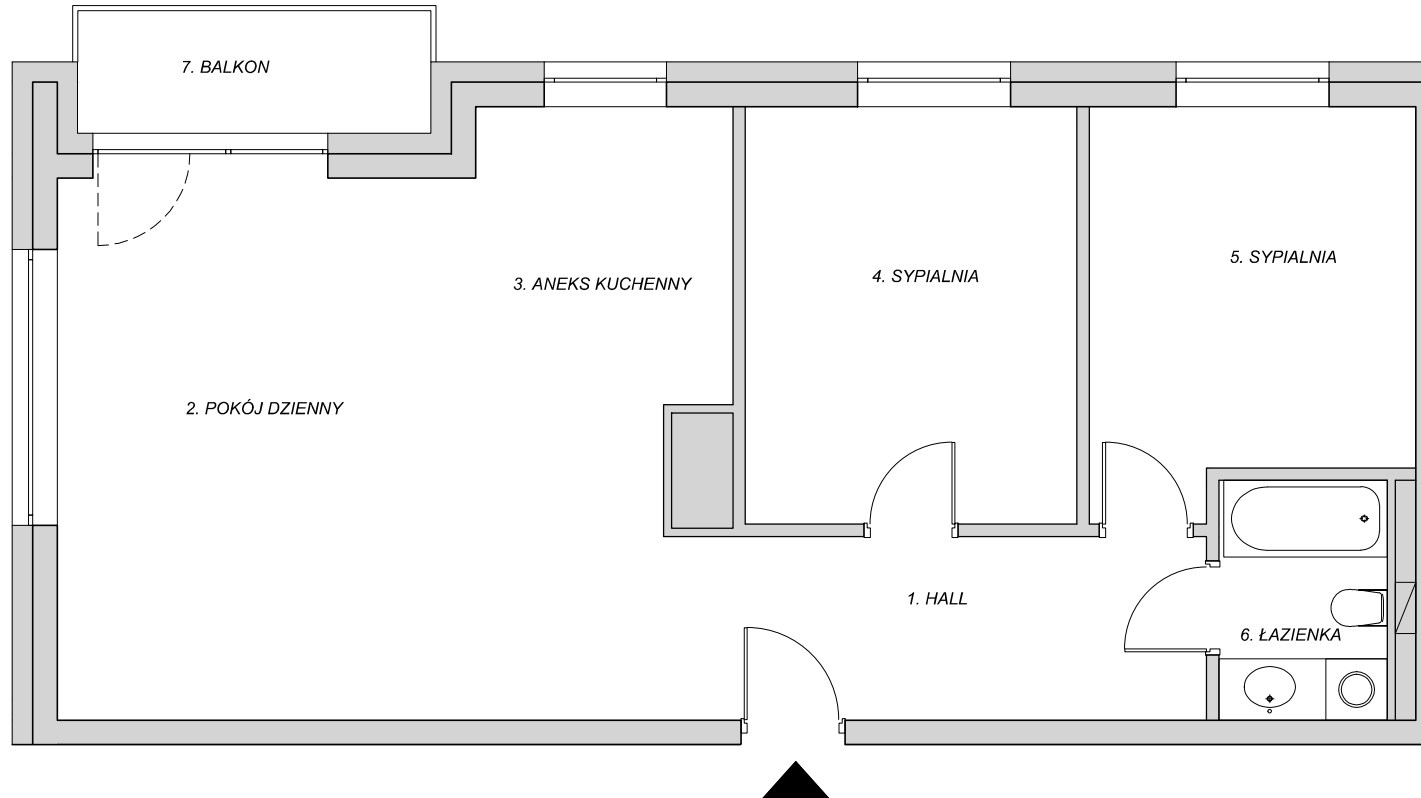 7. BALKON
3. ANEKS KUCHENNY
4. SYPIALNIA
5. SYPIALNIA
2. POKÓJ DZIENNY
1. HALL
6. ŁAZIENKA